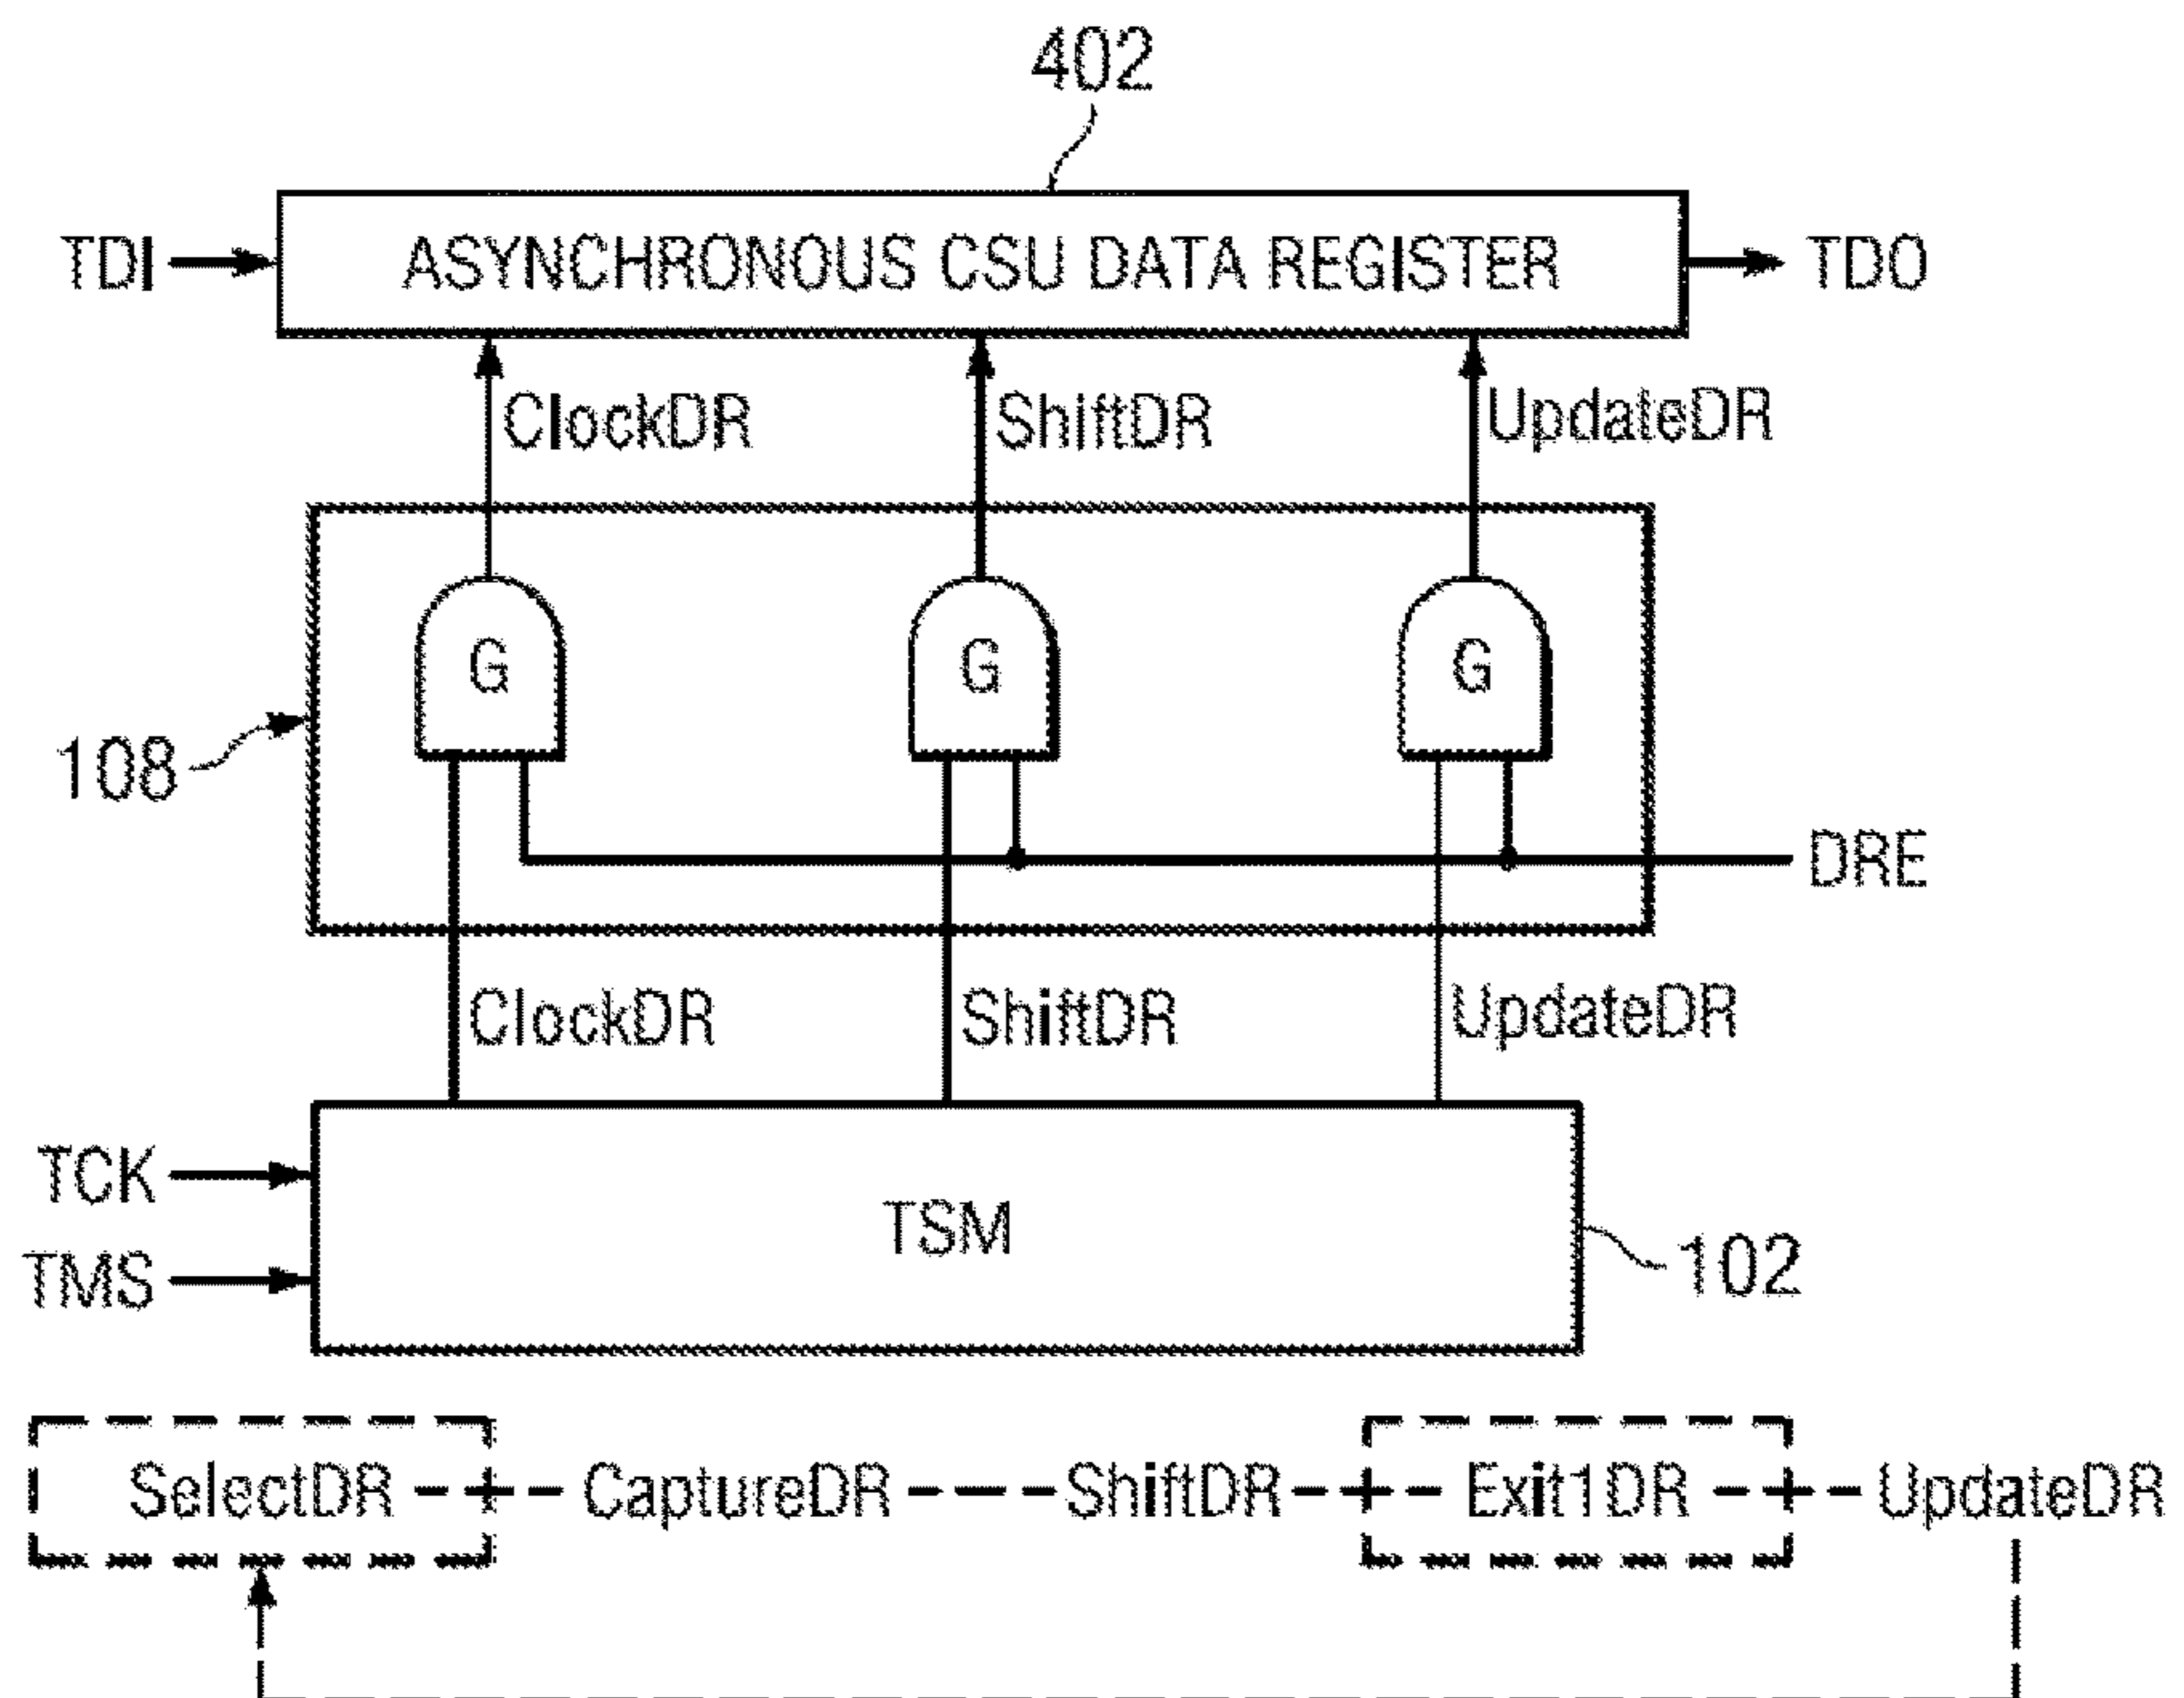 402
TDI
ASYNCHRONOUS CSU DATA REGISTER
TDO
ClockDR
ShiftDR
UpdateDR
G
G
G
108
DRE
ClockDR
ShiftDR
UpdateDR
TCK
TMS
TSM
102
SelectDR
CaptureDR
ShiftDR
Exit1DR
UpdateDR